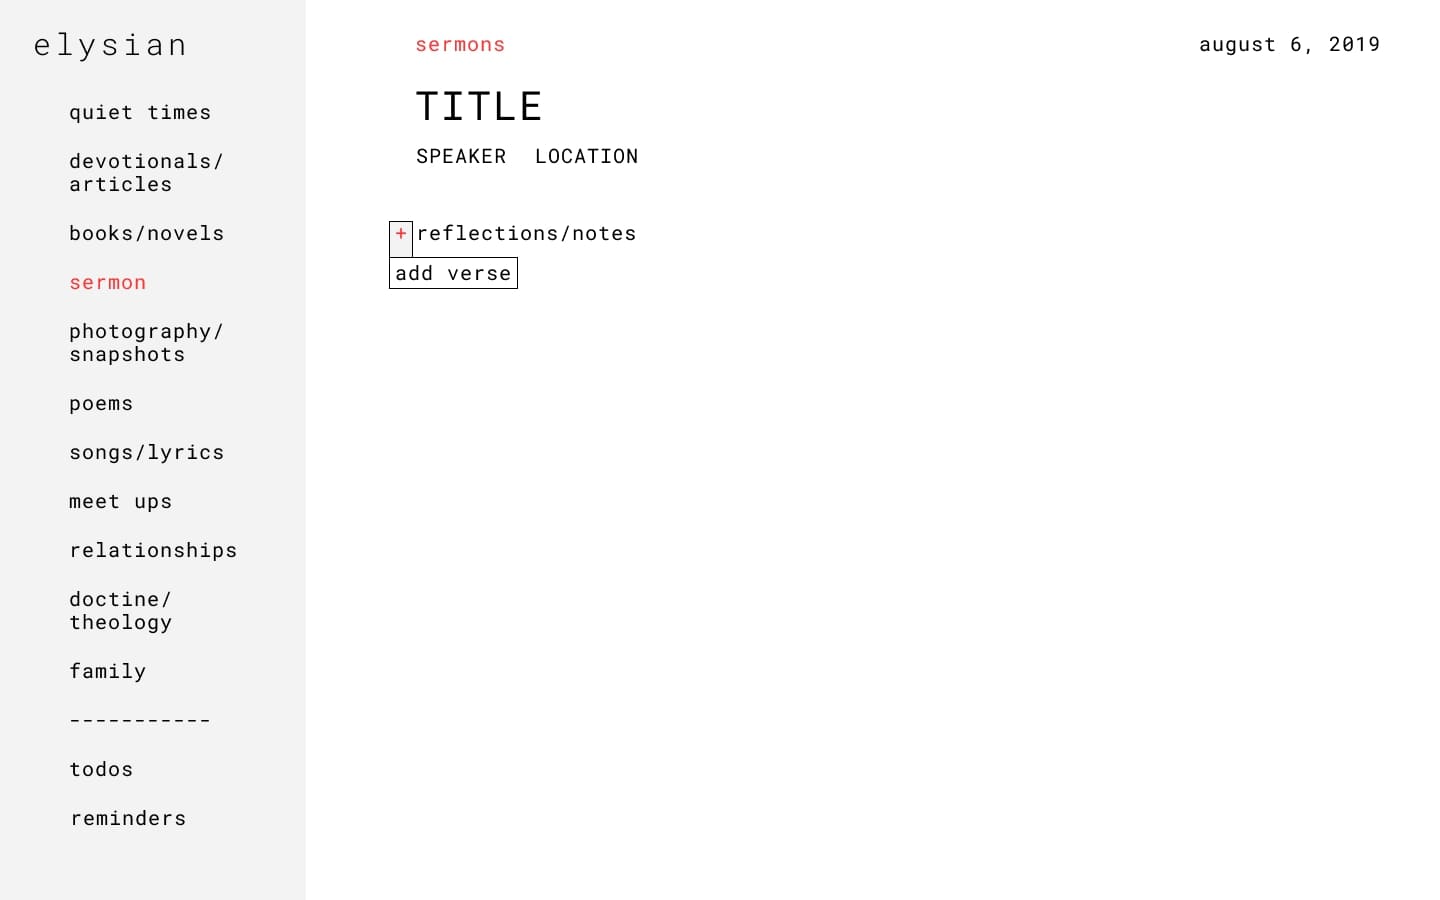 elysian
quiet times
devotionals/
articles
books/novels
sermon
photography/
snapshots
poems
songs/lyrics
meet ups
relationships
doctine/
theology
family
-----------
todos
reminders
sermons
august 6, 2019
TITLE
SPEAKER LOCATION
+ reflections/notes
add verse